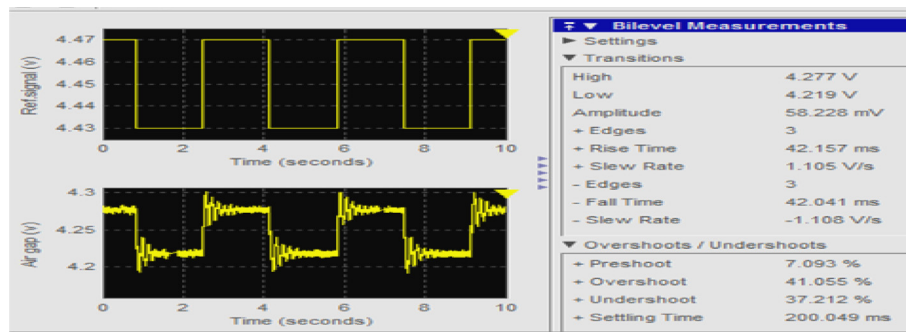 4.47
4.46
4.45
4.44
4.43
Ref.signal (v)
0 2 4 6 8 10
Time (seconds)
4.3
4.25
4.2
Air gap (v)
0 2 4 6 8 10
Time (seconds)
Bilevel Measurements
Settings
Transitions
High 4.277 V
Low 4.219 V
Amplitude 58.228 mV
+ Edges 3
+ Rise Time 42.157 ms
+ Slew Rate 1.105 V/s
- Edges 3
- Fall Time 42.041 ms
- Slew Rate -1.108 V/s
Overshoots / Undershoots
+ Preshoot 7.093 %
+ Overshoot 41.055 %
+ Undershoot 37.212 %
+ Settling Time 200.049 ms